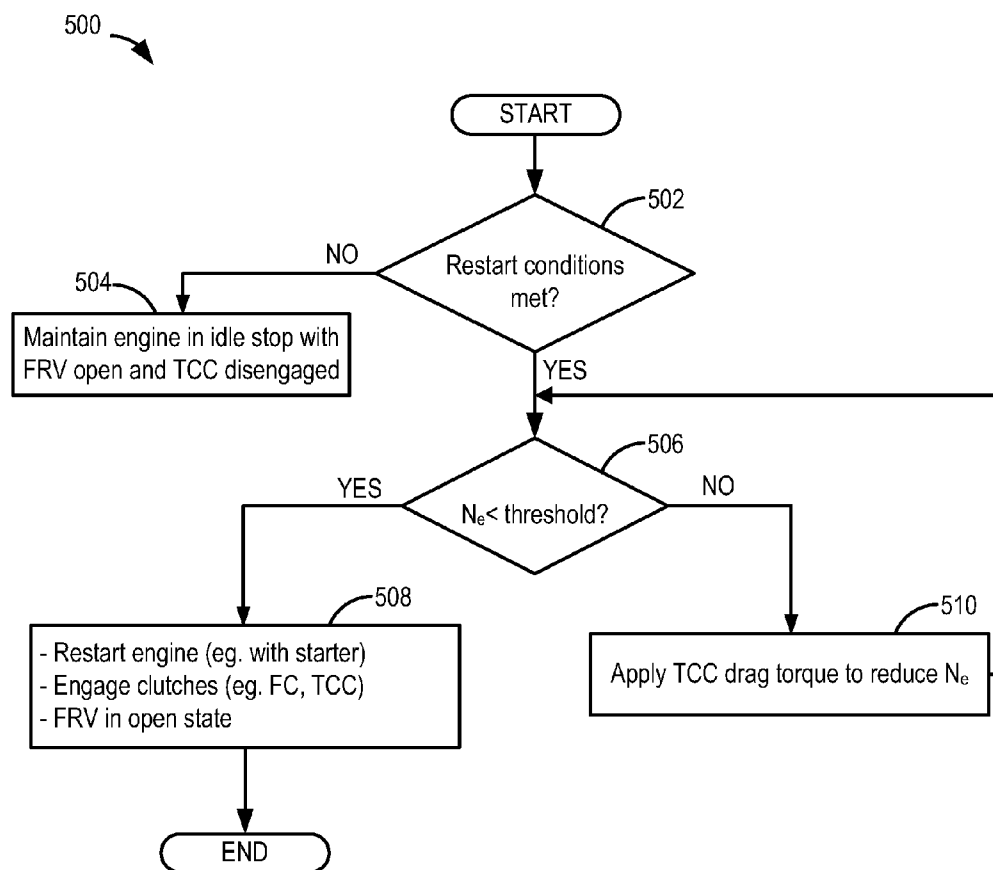 500
START
502
Restart conditions
met?
NO
504
Maintain engine in idle stop with
FRV open and TCC disengaged
YES
506
YES
NO
Nₑ< threshold?
508
- Restart engine (eg. with starter)
- Engage clutches (eg. FC, TCC)
- FRV in open state
510
Apply TCC drag torque to reduce Nₑ
END